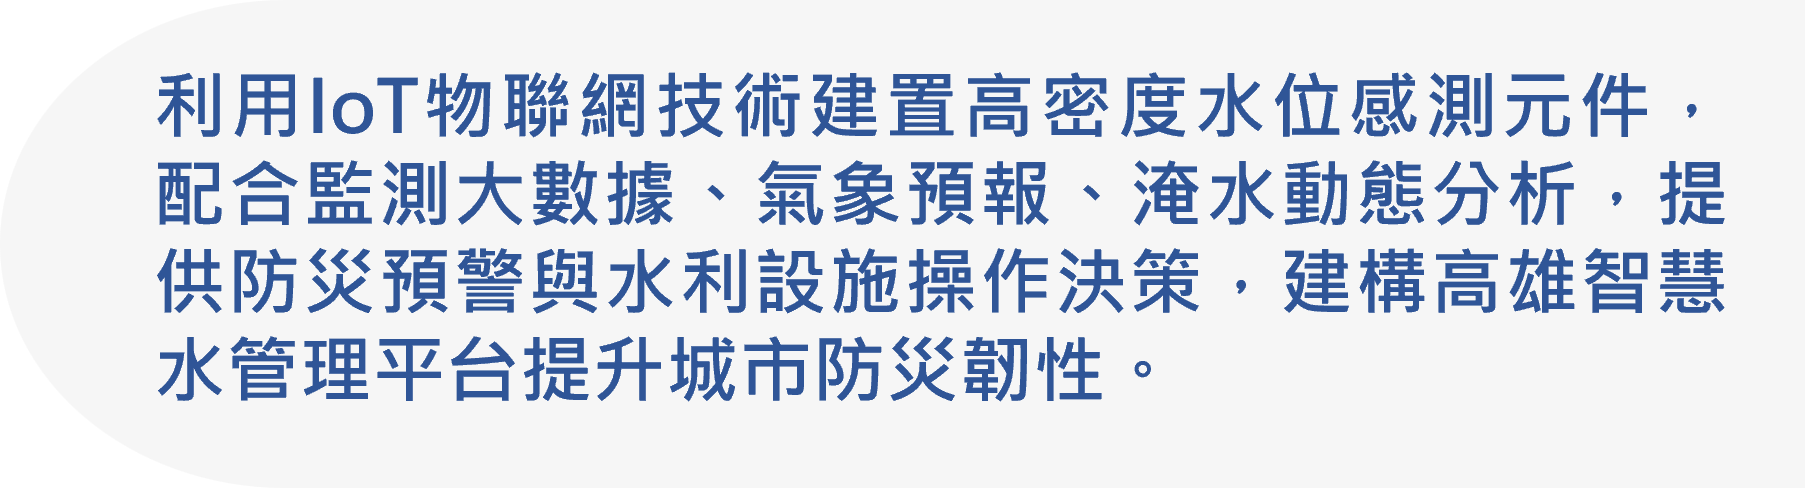 利用IoT物聯網技術建置高密度水位感測元件，
配合監測大數據、氣象預報、淹水動態分析，提
供防災預警與水利設施操作決策，建構高雄智慧
水管理平台提升城市防災韌性。